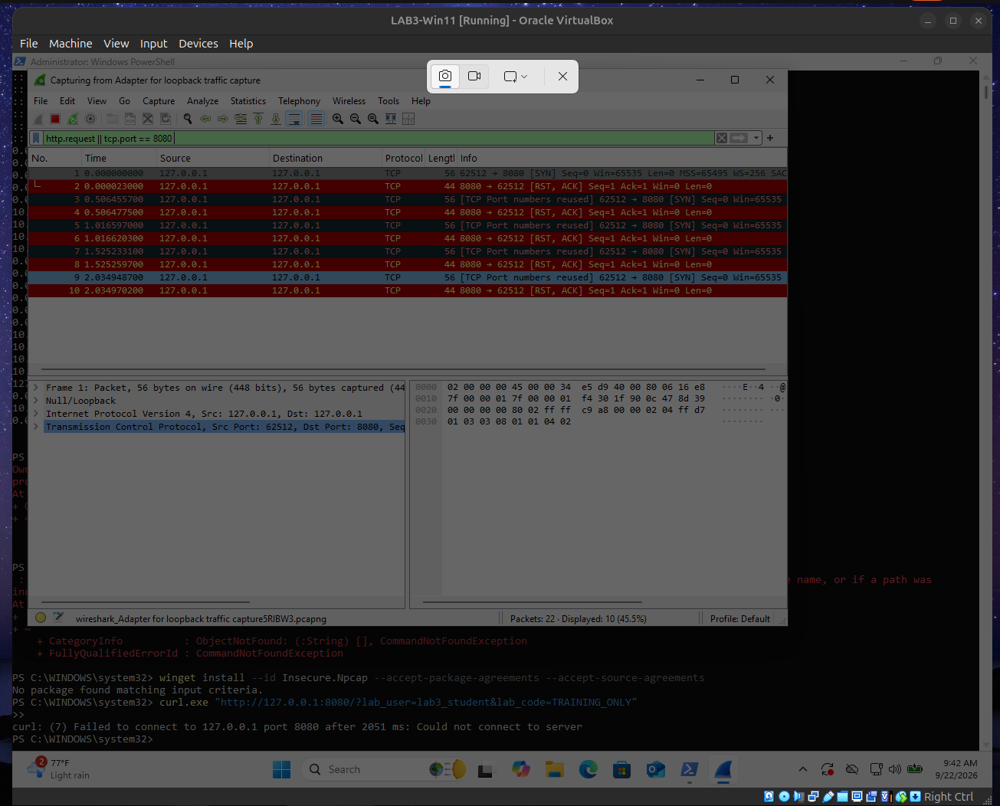 LAB3-Win11 [Running] - Oracle VirtualBox
File Machine View Input Devices Help
Administrator: Windows PowerShell
Capturing from Adapter for loopback traffic capture
File Edit View Go Capture Analyze Statistics Telephony Wireless Tools Help
http.request || tcp.port == 8080
No. Time Source Destination Protocol Lengtl Info
1 0.000000000 127.0.0.1 127.0.0.1 TCP 56 62512 → 8080 [SYN] Seq=0 Win=65535 Len=0 MSS=65495 WS=256 SAC
2 0.000023000 127.0.0.1 127.0.0.1 TCP 44 8080 → 62512 [RST, ACK] Seq=1 Ack=1 Win=0 Len=0
3 0.506455700 127.0.0.1 127.0.0.1 TCP 56 [TCP Port numbers reused] 62512 → 8080 [SYN] Seq=0 Win=65535
4 0.506477500 127.0.0.1 127.0.0.1 TCP 44 8080 → 62512 [RST, ACK] Seq=1 Ack=1 Win=0 Len=0
5 1.016597000 127.0.0.1 127.0.0.1 TCP 56 [TCP Port numbers reused] 62512 → 8080 [SYN] Seq=0 Win=65535
6 1.016620300 127.0.0.1 127.0.0.1 TCP 44 8080 → 62512 [RST, ACK] Seq=1 Ack=1 Win=0 Len=0
7 1.525233100 127.0.0.1 127.0.0.1 TCP 56 [TCP Port numbers reused] 62512 → 8080 [SYN] Seq=0 Win=65535
8 1.525259700 127.0.0.1 127.0.0.1 TCP 44 8080 → 62512 [RST, ACK] Seq=1 Ack=1 Win=0 Len=0
9 2.034948700 127.0.0.1 127.0.0.1 TCP 56 [TCP Port numbers reused] 62512 → 8080 [SYN] Seq=0 Win=65535
10 2.034970200 127.0.0.1 127.0.0.1 TCP 44 8080 → 62512 [RST, ACK] Seq=1 Ack=1 Win=0 Len=0
Frame 1: Packet, 56 bytes on wire (448 bits), 56 bytes captured (44
Null/Loopback
Internet Protocol Version 4, Src: 127.0.0.1, Dst: 127.0.0.1
Transmission Control Protocol, Src Port: 62512, Dst Port: 8080, Seq
0000 02 00 00 00 45 00 00 34 e5 d9 40 00 80 06 16 e8 ····E··4 ··@
0010 7f 00 00 01 7f 00 00 01 f4 30 1f 90 0c 47 8d 39 ········ ·0·
0020 00 00 00 00 80 02 ff ff c9 a8 00 00 02 04 ff d7 ········ ···
0030 01 03 03 08 01 01 04 02 ········
PS
PS
e name, or if a path was
At
wireshark_Adapter for loopback traffic capture5RIBW3.pcapng Packets: 22 · Displayed: 10 (45.5%) Profile: Default
+ CategoryInfo : ObjectNotFound: (:String) [], CommandNotFoundException
+ FullyQualifiedErrorId : CommandNotFoundException
PS C:\WINDOWS\system32> winget install --id Insecure.Npcap --accept-package-agreements --accept-source-agreements
No package found matching input criteria.
PS C:\WINDOWS\system32> curl.exe "http://127.0.0.1:8080/?lab_user=lab3_student&lab_code=TRAINING_ONLY"
>>
curl: (7) Failed to connect to 127.0.0.1 port 8080 after 2051 ms: Could not connect to server
PS C:\WINDOWS\system32>
2
77°F
Light rain
Search
9:42 AM
9/22/2026
Right Ctrl